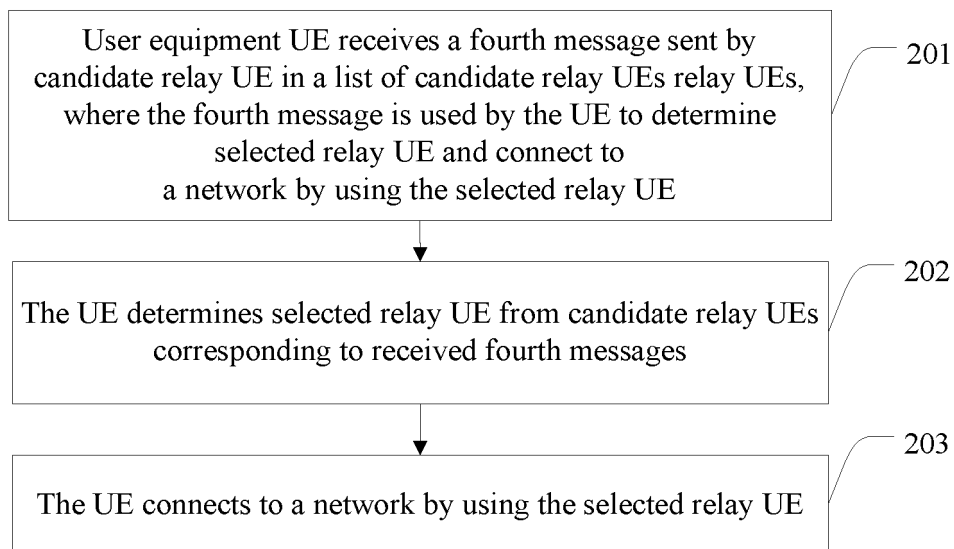 User equipment UE receives a fourth message sent by
candidate relay UE in a list of candidate relay UEs relay UEs,
where the fourth message is used by the UE to determine
selected relay UE and connect to
a network by using the selected relay UE
201
The UE determines selected relay UE from candidate relay UEs
corresponding to received fourth messages
202
The UE connects to a network by using the selected relay UE
203